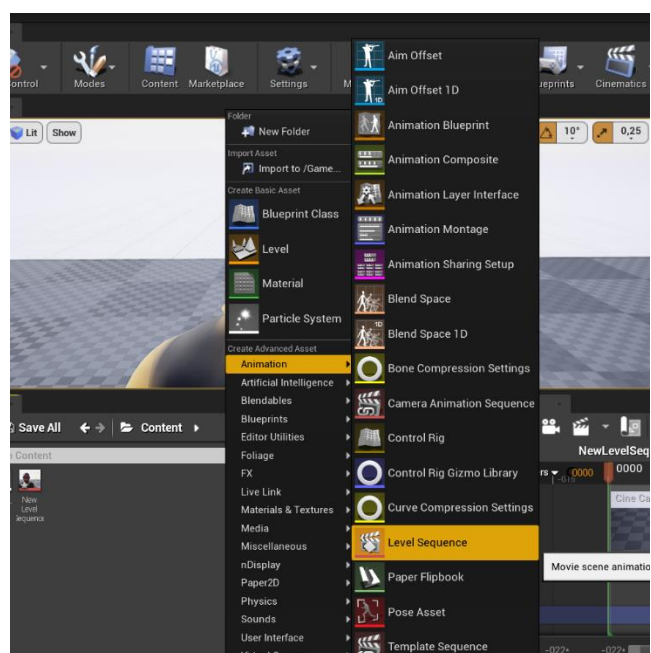 ontrol
Modes
Content
Marketplace
Settings
M
eprints
Cinematics
Lit
Show
10°
0,25
Folder
New Folder
Import Asset
Import to /Game...
Create Basic Asset
Blueprint Class
Level
Material
Particle System
Create Advanced Asset
Animation
Artificial Intelligence
Blendables
Blueprints
Editor Utilities
Foliage
FX
Live Link
Materials & Textures
Media
Miscellaneous
nDisplay
Paper2D
Physics
Sounds
User Interface
Aim Offset
Aim Offset 1D
Animation Blueprint
Animation Composite
Animation Layer Interface
Animation Montage
Animation Sharing Setup
Blend Space
Blend Space 1D
Bone Compression Settings
Camera Animation Sequence
Control Rig
Control Rig Gizmo Library
Curve Compression Settings
Level Sequence
Paper Flipbook
Pose Asset
Template Sequence
Save All
Content
Content
New
Level
Sequence
NewLevelSeq
rs
0000
0000
-015
Cine Ca
Movie scene animatio
-022+
-022+